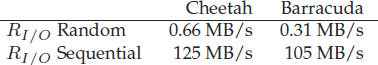 Cheetah Barracuda
R_{I/O} Random 0.66 MB/s 0.31 MB/s
R_{I/O} Sequential 125 MB/s 105 MB/s